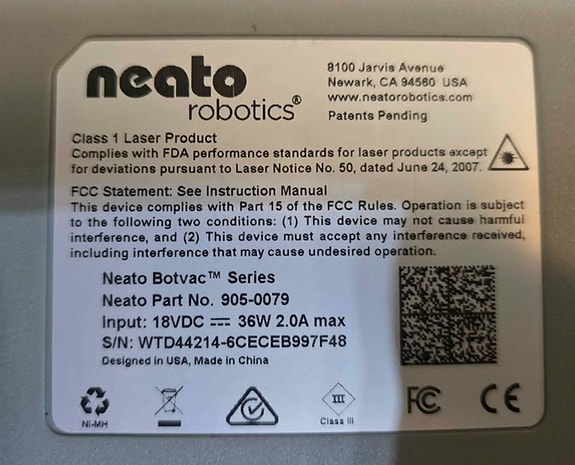 neato
robotics®
8100 Jarvis Avenue
Newark, CA 94560 USA
www.neatorobotics.com
Patents Pending
Class 1 Laser Product
Complies with FDA performance standards for laser products except
for deviations pursuant to Laser Notice No. 50, dated June 24, 2007.
FCC Statement: See Instruction Manual
This device complies with Part 15 of the FCC Rules. Operation is subject
to the following two conditions: (1) This device may not cause harmful
interference, and (2) This device must accept any interference received,
including interference that may cause undesired operation.
Neato Botvac™ Series
Neato Part No. 905-0079
Input: 18VDC ⎓ 36W 2.0A max
S/N: WTD44214-6CECEB997F48
Designed in USA, Made in China
NI-MH
III
Class III
FC
CE